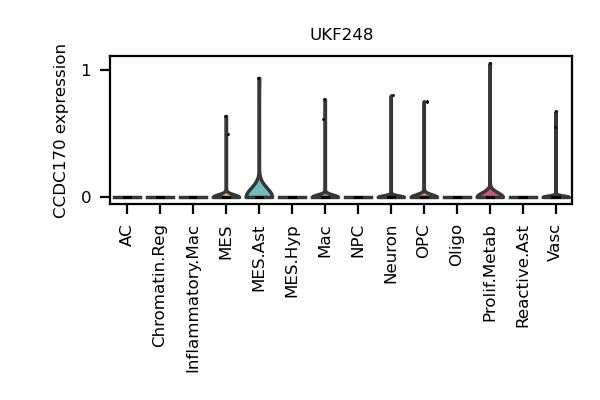 UKF248
CCDC170 expression
1
0
AC
Chromatin.Reg
Inflammatory.Mac
MES
MES.Ast
MES.Hyp
Mac
NPC
Neuron
OPC
Oligo
Prolif.Metab
Reactive.Ast
Vasc